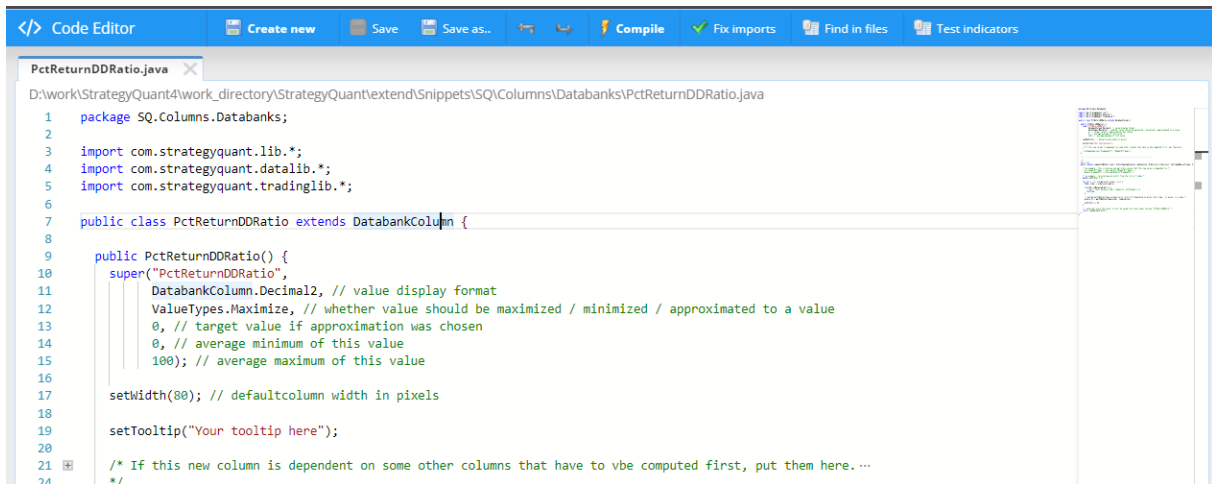 </> Code Editor Create new Save Save as.. Compile Fix imports Find in files Test indicators
PctReturnDDRatio.java
D:\work\StrategyQuant4\work_directory\StrategyQuant\extend\Snippets\SQ\Columns\Databanks\PctReturnDDRatio.java
1 package SQ.Columns.Databanks;
2
3 import com.strategyquant.lib.*;
4 import com.strategyquant.datalib.*;
5 import com.strategyquant.tradinglib.*;
6
7 public class PctReturnDDRatio extends DatabankColumn {
8
9 public PctReturnDDRatio() {
10 super("PctReturnDDRatio",
11 DatabankColumn.Decimal2, // value display format
12 ValueTypes.Maximize, // whether value should be maximized / minimized / approximated to a value
13 0, // target value if approximation was chosen
14 0, // average minimum of this value
15 100); // average maximum of this value
16
17 setWidth(80); // defaultcolumn width in pixels
18
19 setTooltip("Your tooltip here");
20
21 /* If this new column is dependent on some other columns that have to vbe computed first, put them here. ⋯
24 */